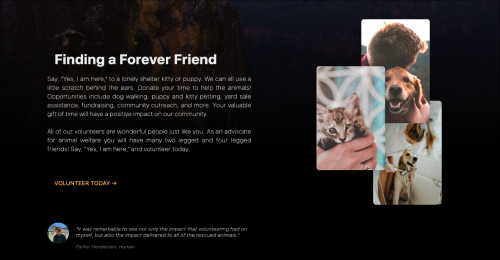 Finding a Forever Friend
Say, "Yes, I am here," to a lonely shelter kitty or puppy. We can all use a
little scratch behind the ears. Donate your time to help the animals!
Opportunities include dog walking, puppy and kitty petting, yard sale
assistance, fundraising, community outreach, and more. Your valuable
gift of time will have a positive impact on our community.
All of our volunteers are wonderful people just like you. As an advocate
for animal welfare you will have many two legged and four legged
friends! Say, "Yes, I am here," and volunteer today.
VOLUNTEER TODAY →
"It was remarkable to see not only the impact that volunteering had on
myself, but also the impact delivered to all of the rescued animals."
Parker Henderson, Human